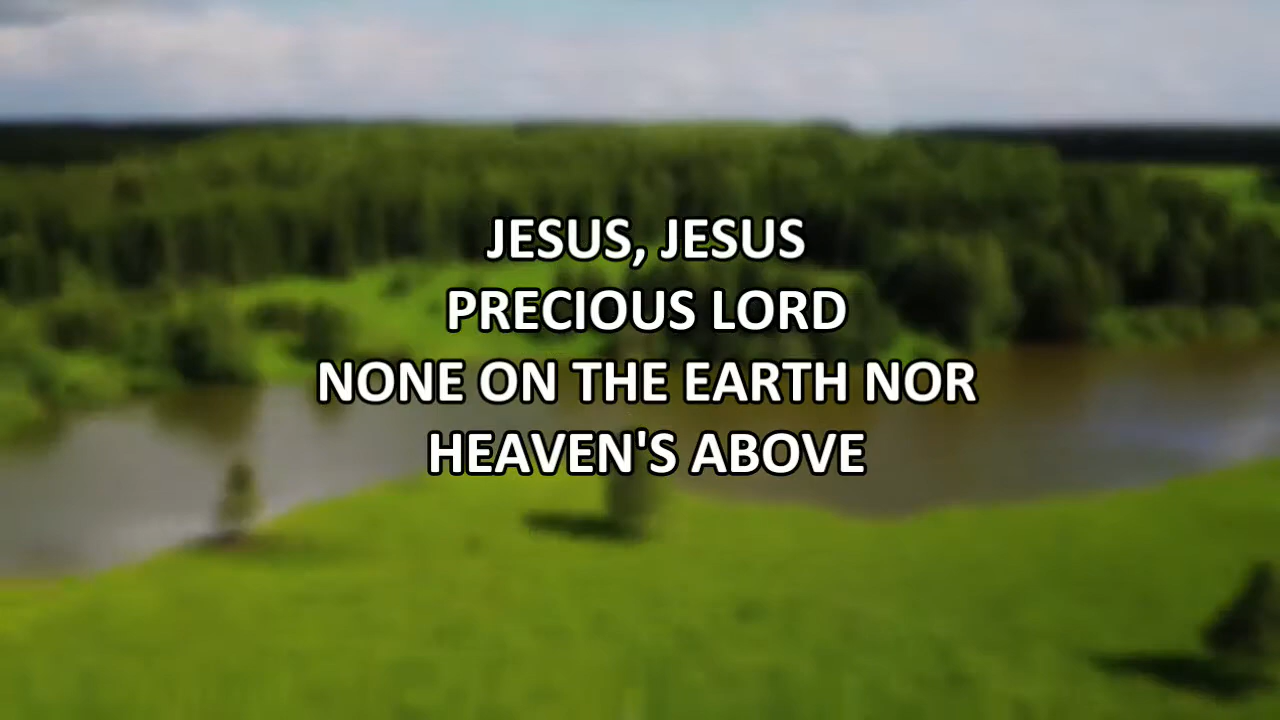 JESUS, JESUS
PRECIOUS LORD
NONE ON THE EARTH NOR
HEAVEN'S ABOVE